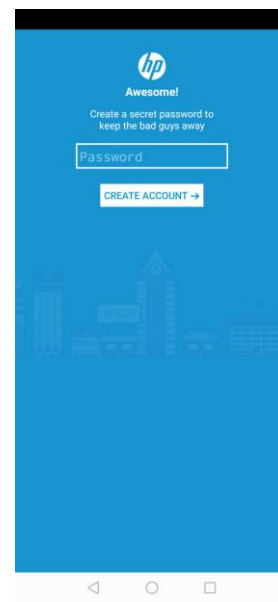 hp
Awesome!
Create a secret password to
keep the bad guys away
Password
CREATE ACCOUNT →